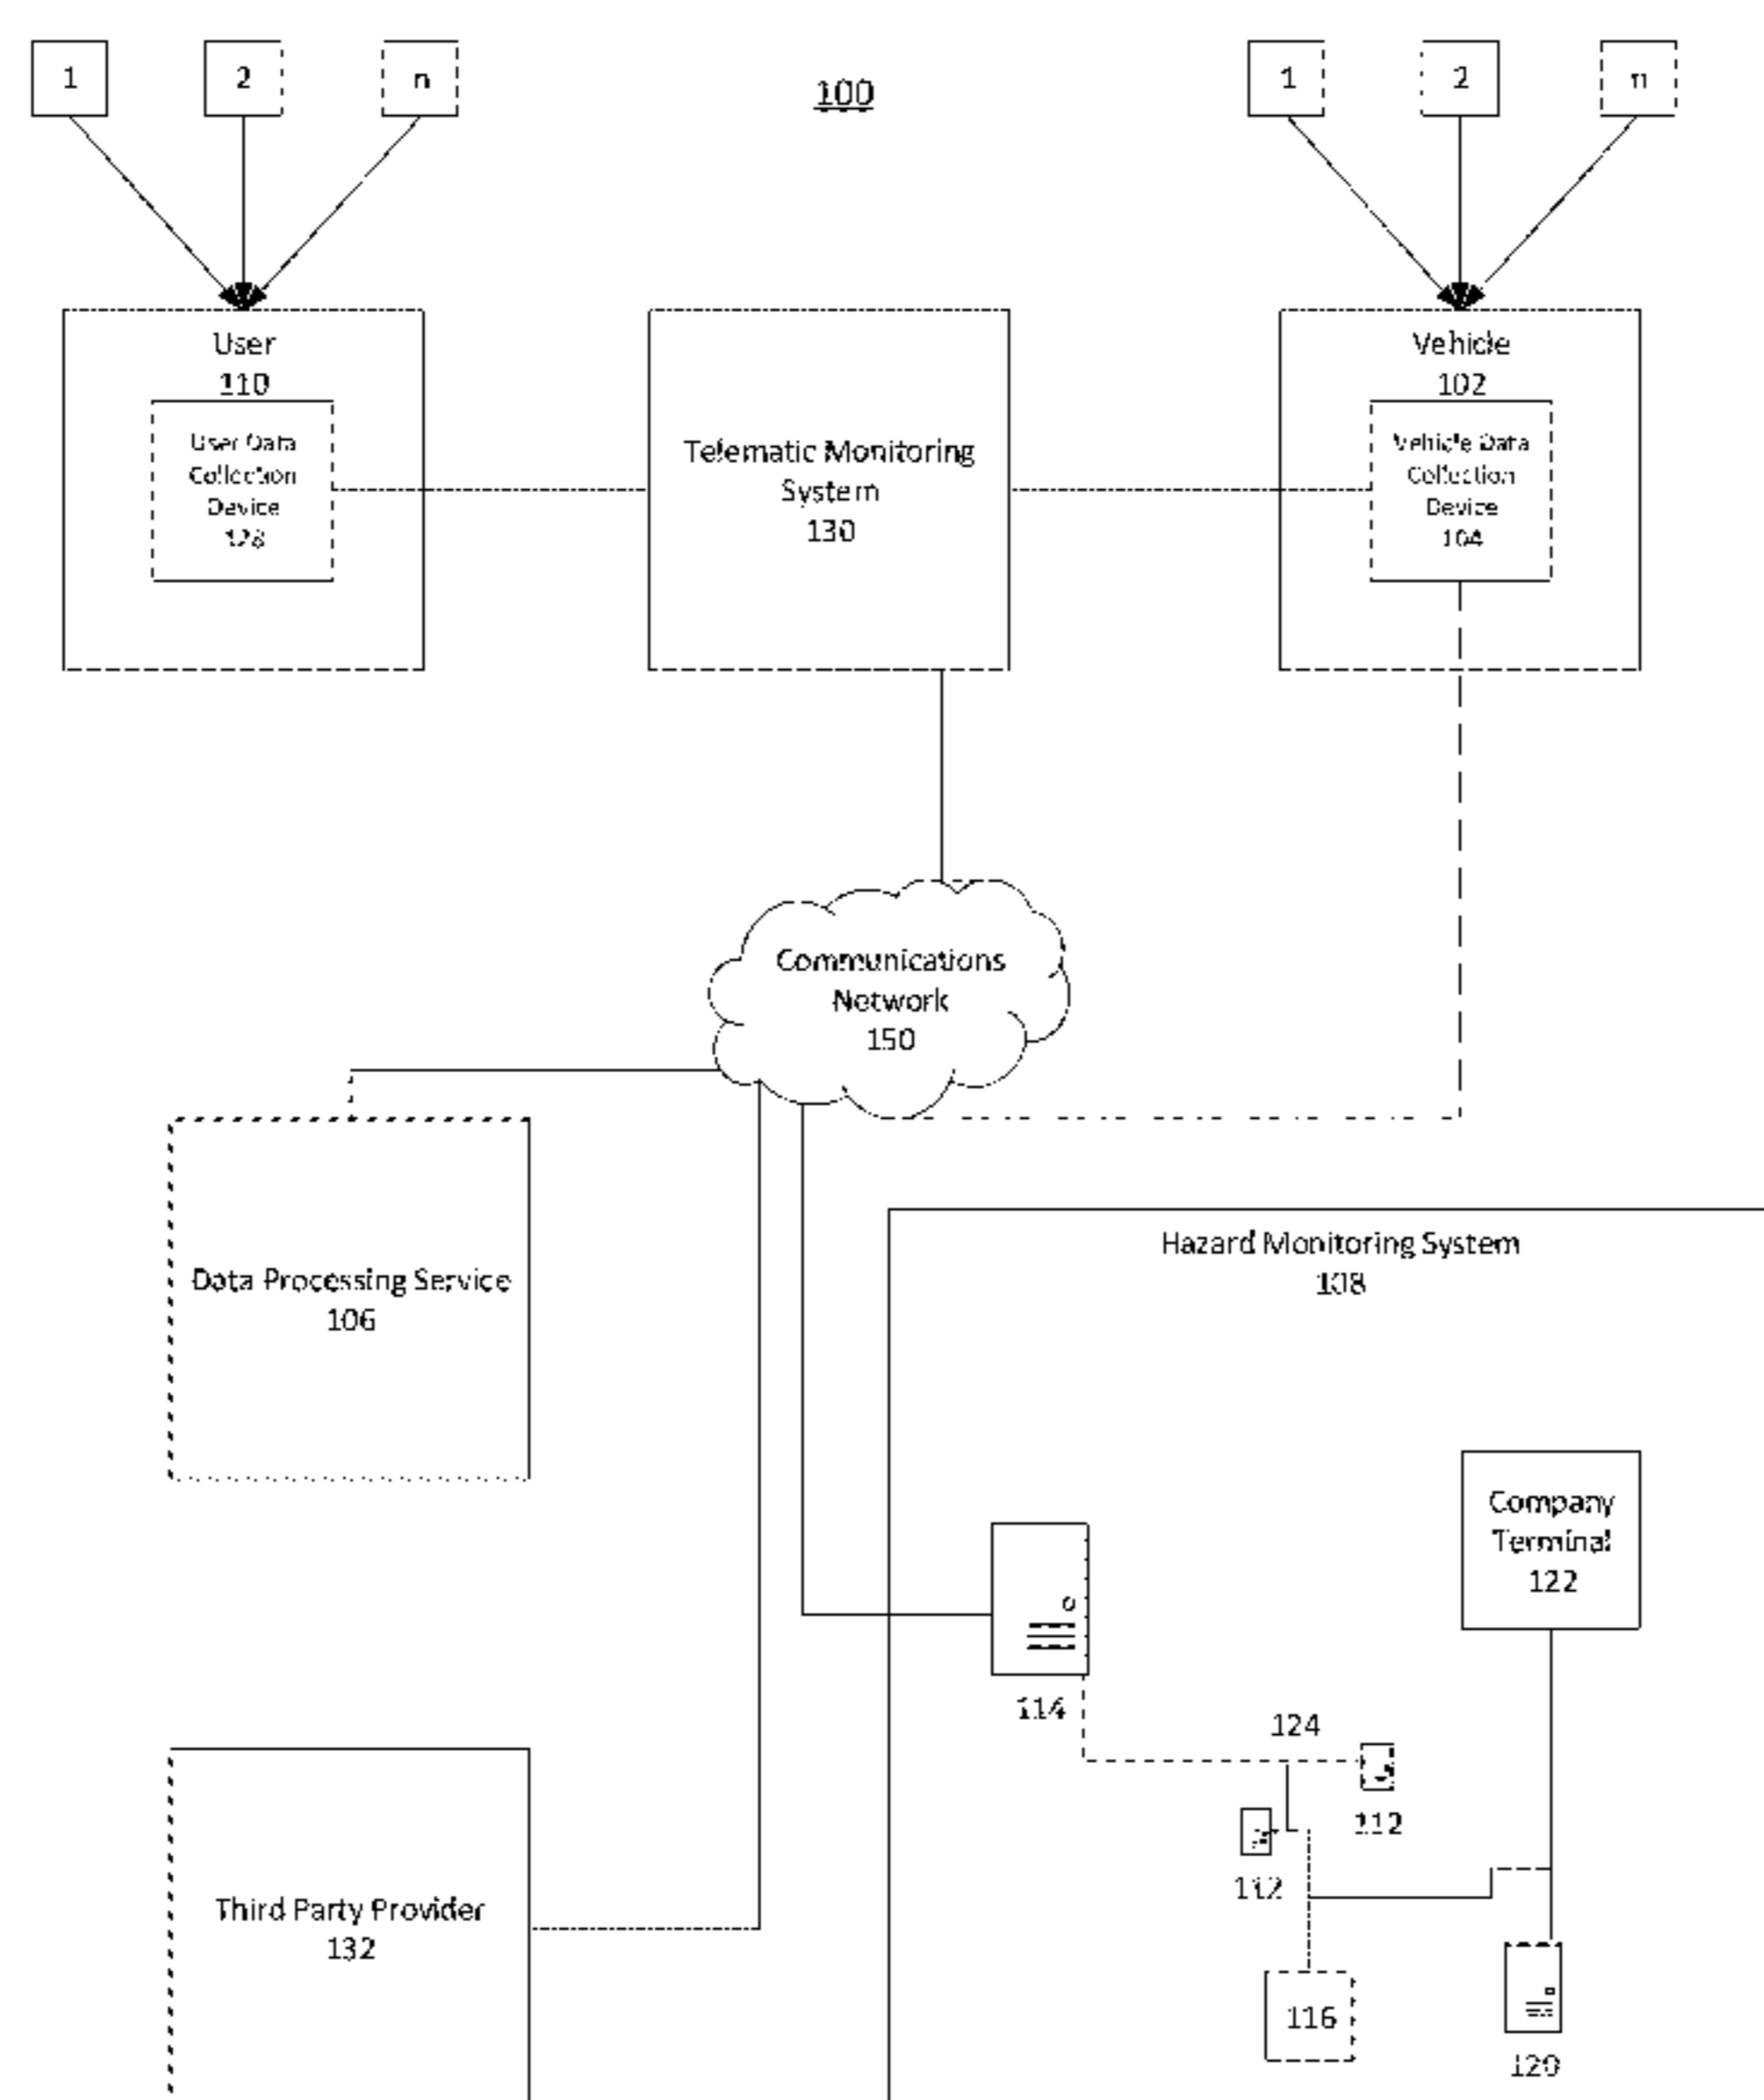 1
2
n
100
1
2
n
User
110
User Data
Collection
Device
128
Telematic Monitoring
System
130
Vehicle
102
Vehicle Data
Collection
Device
104
Communications
Network
150
Data Processing Service
106
Hazard Monitoring System
108
Company
Terminal
122
114
124
112
112
Third Party Provider
132
116
120